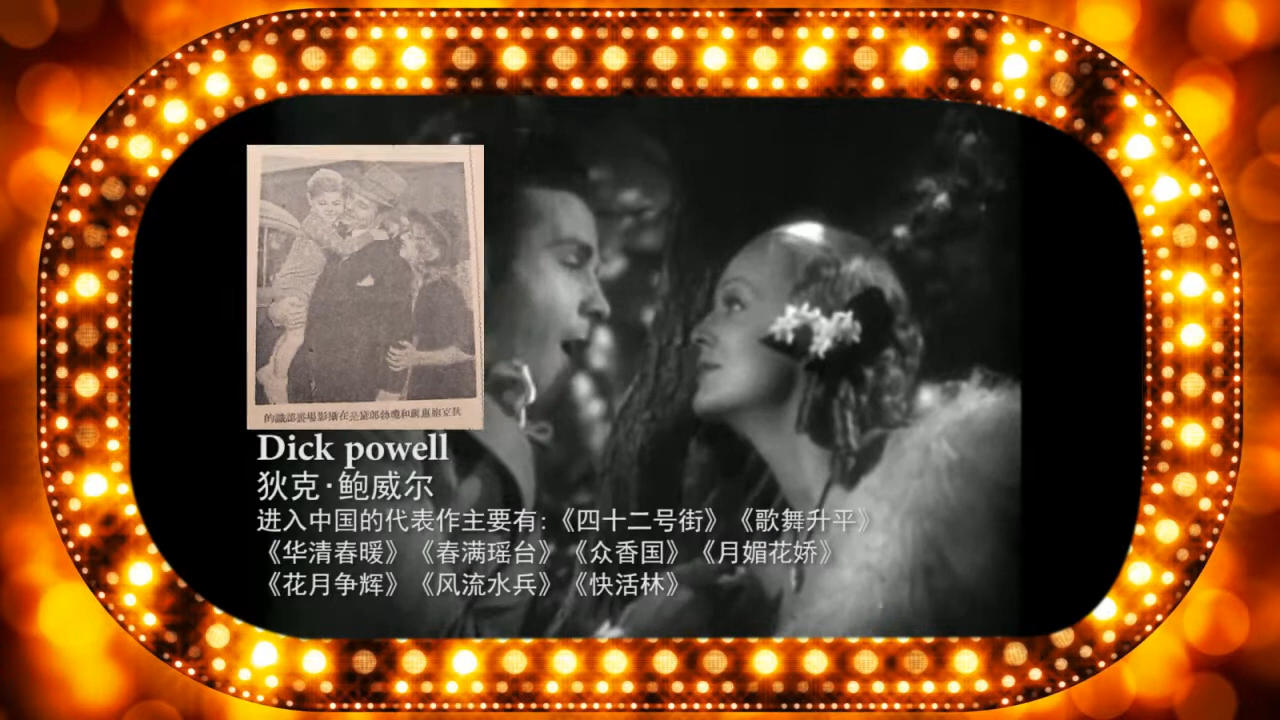 Dick powell
狄克·鲍威尔
进入中国的代表作主要有:《四十二号街》《歌舞升平》
《华清春暖》《春满瑶台》《众香国》《月媚花娇》
《花月争辉》《风流水兵》《快活林》